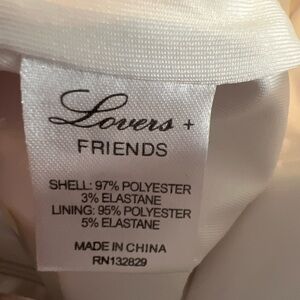 Lovers +
FRIENDS
SHELL: 97% POLYESTER
3% ELASTANE
LINING: 95% POLYESTER
5% ELASTANE
MADE IN CHINA
RN132829